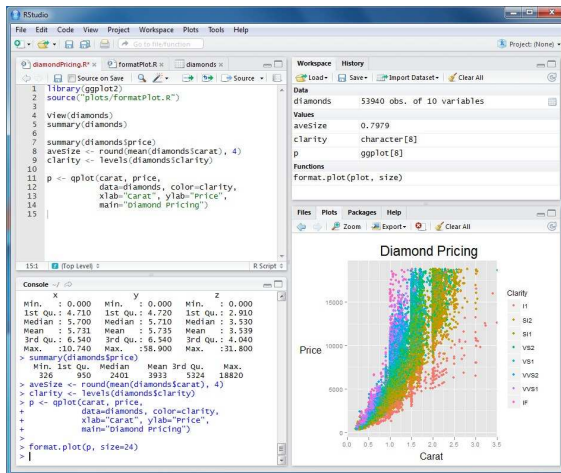 RStudio
File Edit Code View Project Workspace Plots Tools Help
Go to file/function
Project: (None)
diamondPricing.R*
formatPlot.R
diamonds
Source on Save
Run
Source
1 library(ggplot2)
2 source("plots/formatPlot.R")
3
4 View(diamonds)
5 summary(diamonds)
6
7 summary(diamonds$price)
8 aveSize <- round(mean(diamonds$carat), 4)
9 clarity <- levels(diamonds$clarity)
10
11 p <- qplot(carat, price,
12 data=diamonds, color=clarity,
13 xlab="Carat", ylab="Price",
14 main="Diamond Pricing")
15
15:1 (Top Level) R Script
Console ~/
x y z
Min. : 0.000 Min. : 0.000 Min. : 0.000
1st Qu.: 4.710 1st Qu.: 4.720 1st Qu.: 2.910
Median : 5.700 Median : 5.710 Median : 3.530
Mean : 5.731 Mean : 5.735 Mean : 3.539
3rd Qu.: 6.540 3rd Qu.: 6.540 3rd Qu.: 4.040
Max. :10.740 Max. :58.900 Max. :31.800
> summary(diamonds$price)
Min. 1st Qu. Median Mean 3rd Qu. Max.
326 950 2401 3933 5324 18820
> aveSize <- round(mean(diamonds$carat), 4)
> clarity <- levels(diamonds$clarity)
> p <- qplot(carat, price,
+ data=diamonds, color=clarity,
+ xlab="Carat", ylab="Price",
+ main="Diamond Pricing")
>
> format.plot(p, size=24)
>
Workspace History
Load Save Import Dataset Clear All
Data
diamonds 53940 obs. of 10 variables
Values
aveSize 0.7979
clarity character[8]
p ggplot[8]
Functions
format.plot(plot, size)
Files Plots Packages Help
Zoom Export Clear All
Diamond Pricing
Price
15000
10000
5000
0
0.0 0.5 1.0 1.5 2.0 2.5 3.0 3.5
Carat
Clarity
I1
SI2
SI1
VS2
VS1
VVS2
VVS1
IF